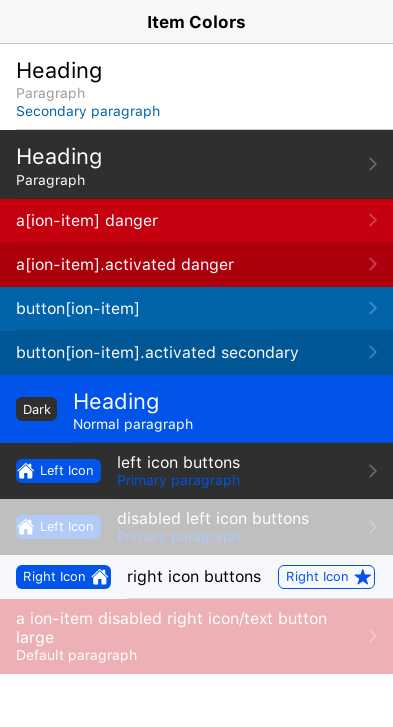 Item Colors
Heading
Paragraph
Secondary paragraph
Heading
Paragraph
a[ion-item] danger
a[ion-item].activated danger
button[ion-item]
button[ion-item].activated secondary
Dark
Heading
Normal paragraph
Left Icon
left icon buttons
Primary paragraph
Left Icon
disabled left icon buttons
Primary paragraph
Right Icon
right icon buttons
Right Icon
a ion-item disabled right icon/text button
large
Default paragraph